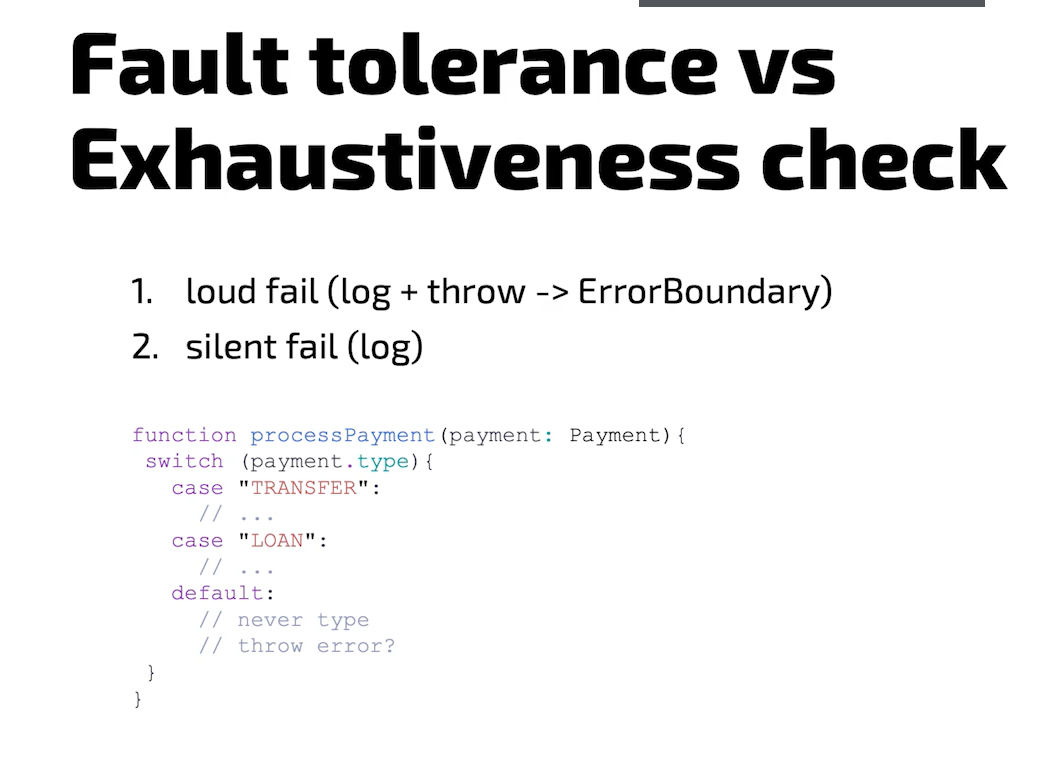 Fault tolerance vs
Exhaustiveness check
1. loud fail (log + throw -> ErrorBoundary)
2. silent fail (log)
function processPayment(payment: Payment){
switch (payment.type){
case "TRANSFER":
// ...
case "LOAN":
// ...
default:
// never type
// throw error?
}
}